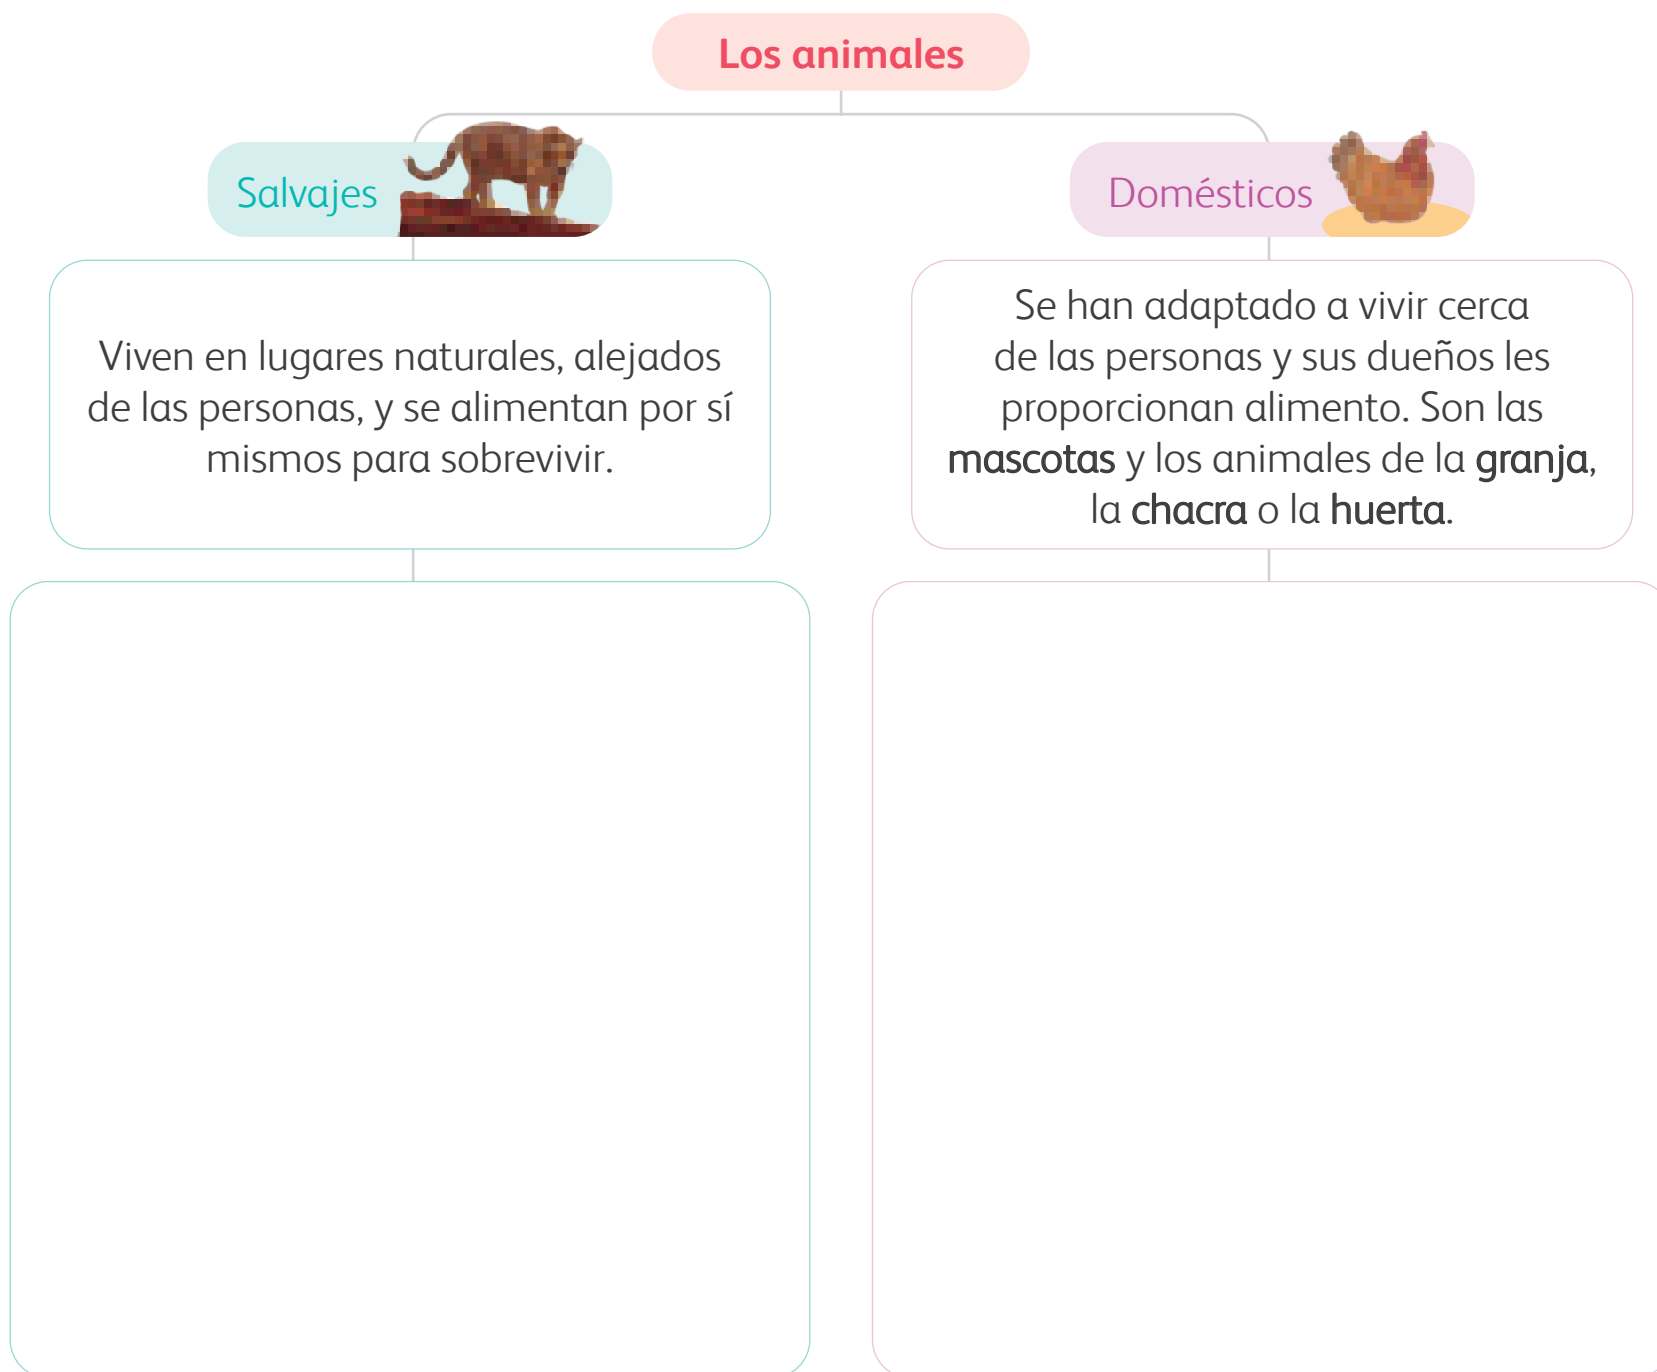 Los animales
Salvajes
Viven en lugares naturales, alejados
de las personas, y se alimentan por sí
mismos para sobrevivir.
Domésticos
Se han adaptado a vivir cerca
de las personas y sus dueños les
proporcionan alimento. Son las
mascotas y los animales de la granja,
la chacra o la huerta.